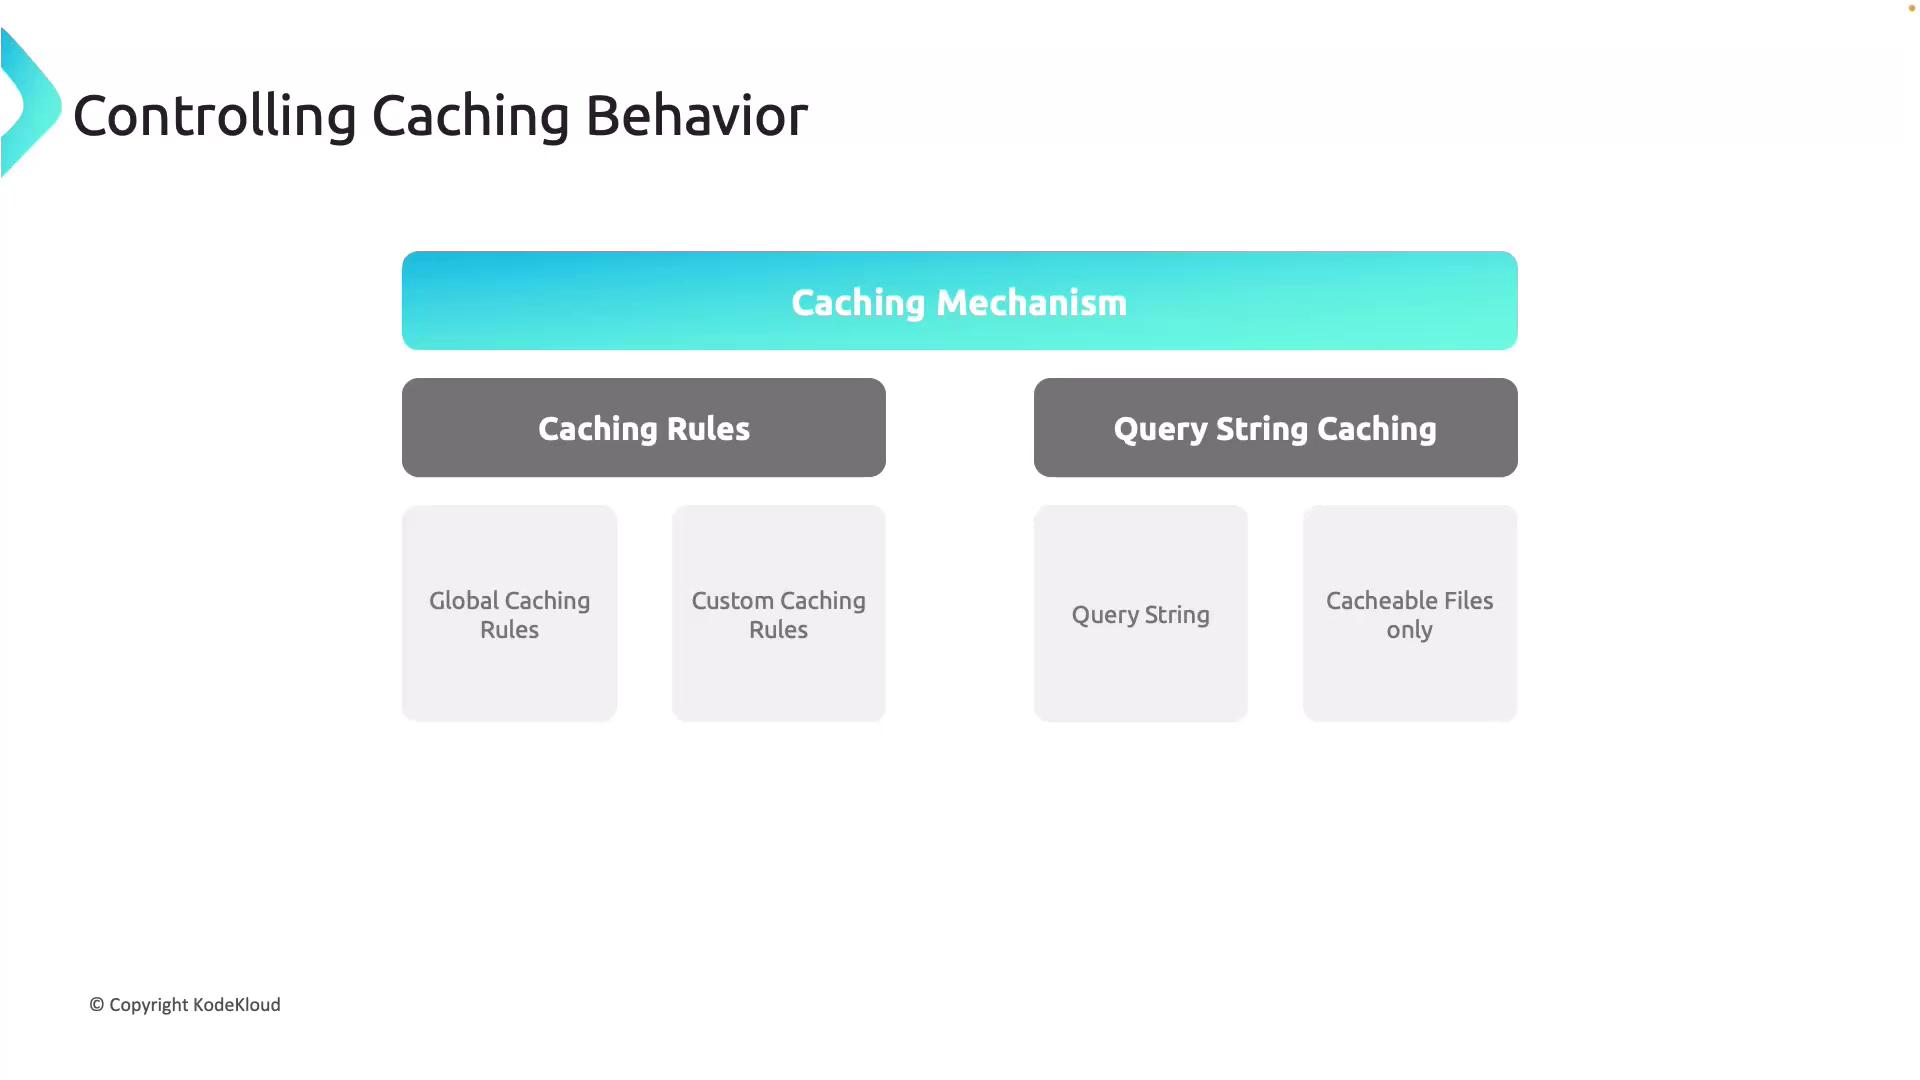 Controlling Caching Behavior
Caching Mechanism
Caching Rules
Query String Caching
Global Caching
Rules
Custom Caching
Rules
Query String
Cacheable Files
only
© Copyright KodeKloud